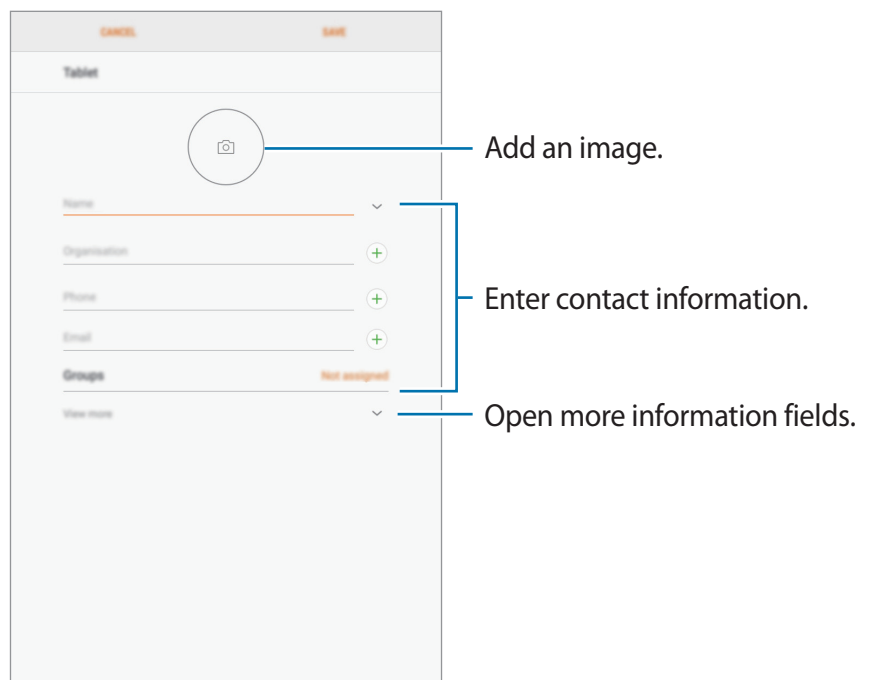 CANCEL SAVE
Tablet
Add an image.
Name
Organisation
Phone
Enter contact information.
Email
Groups Not assigned
View more
Open more information fields.